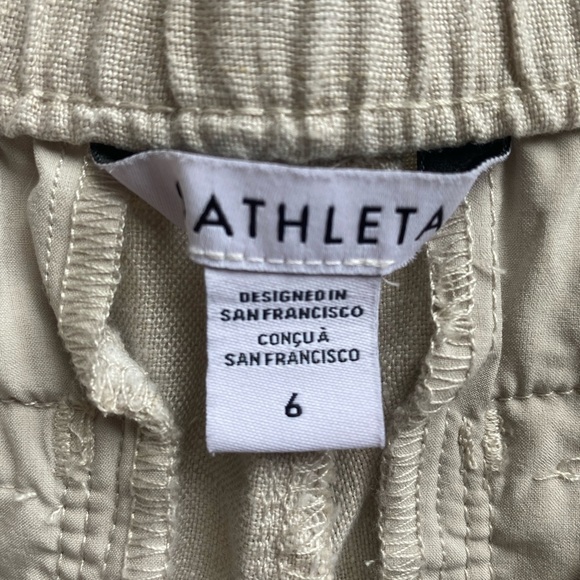 ATHLETA
DESIGNED IN
SAN FRANCISCO
CONÇU À
SAN FRANCISCO
6